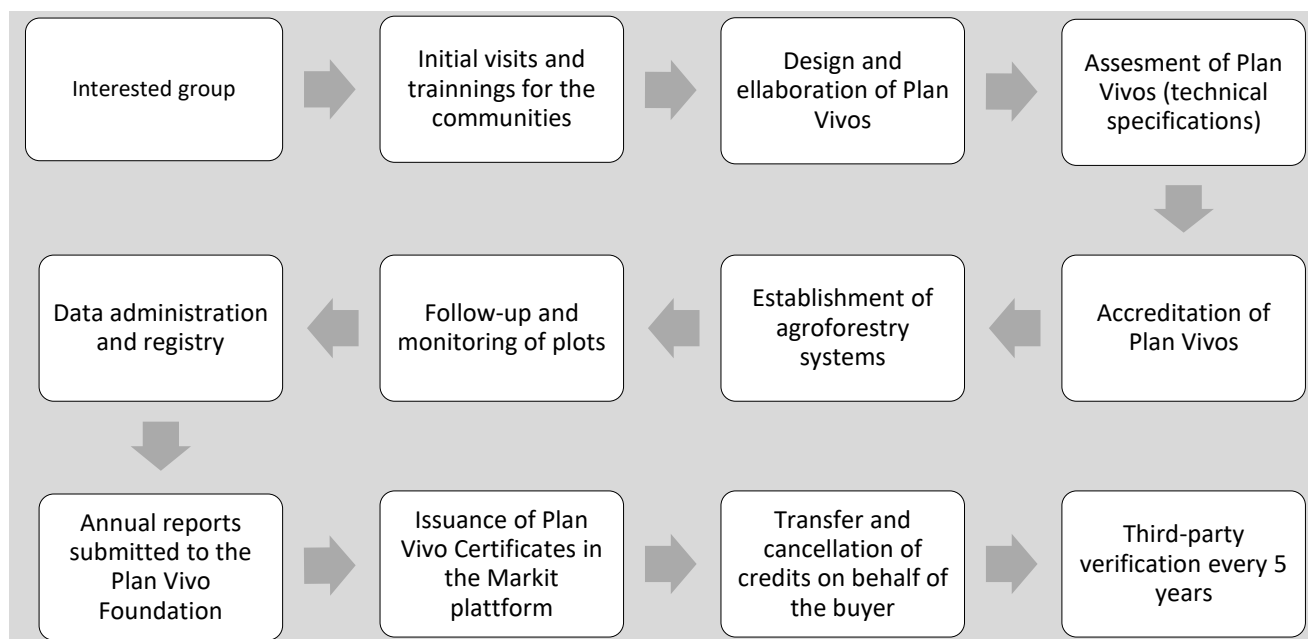 Interested group
Initial visits and
trainnings for the
communities
Design and
ellaboration of Plan
Vivos
Assesment of Plan
Vivos (technical
specifications)
Accreditation of
Plan Vivos
Establishment of
agroforestry
systems
Follow-up and
monitoring of plots
Data administration
and registry
Annual reports
submitted to the
Plan Vivo
Foundation
Issuance of Plan
Vivo Certificates in
the Markit
plattform
Transfer and
cancellation of
credits on behalf of
the buyer
Third-party
verification every 5
years